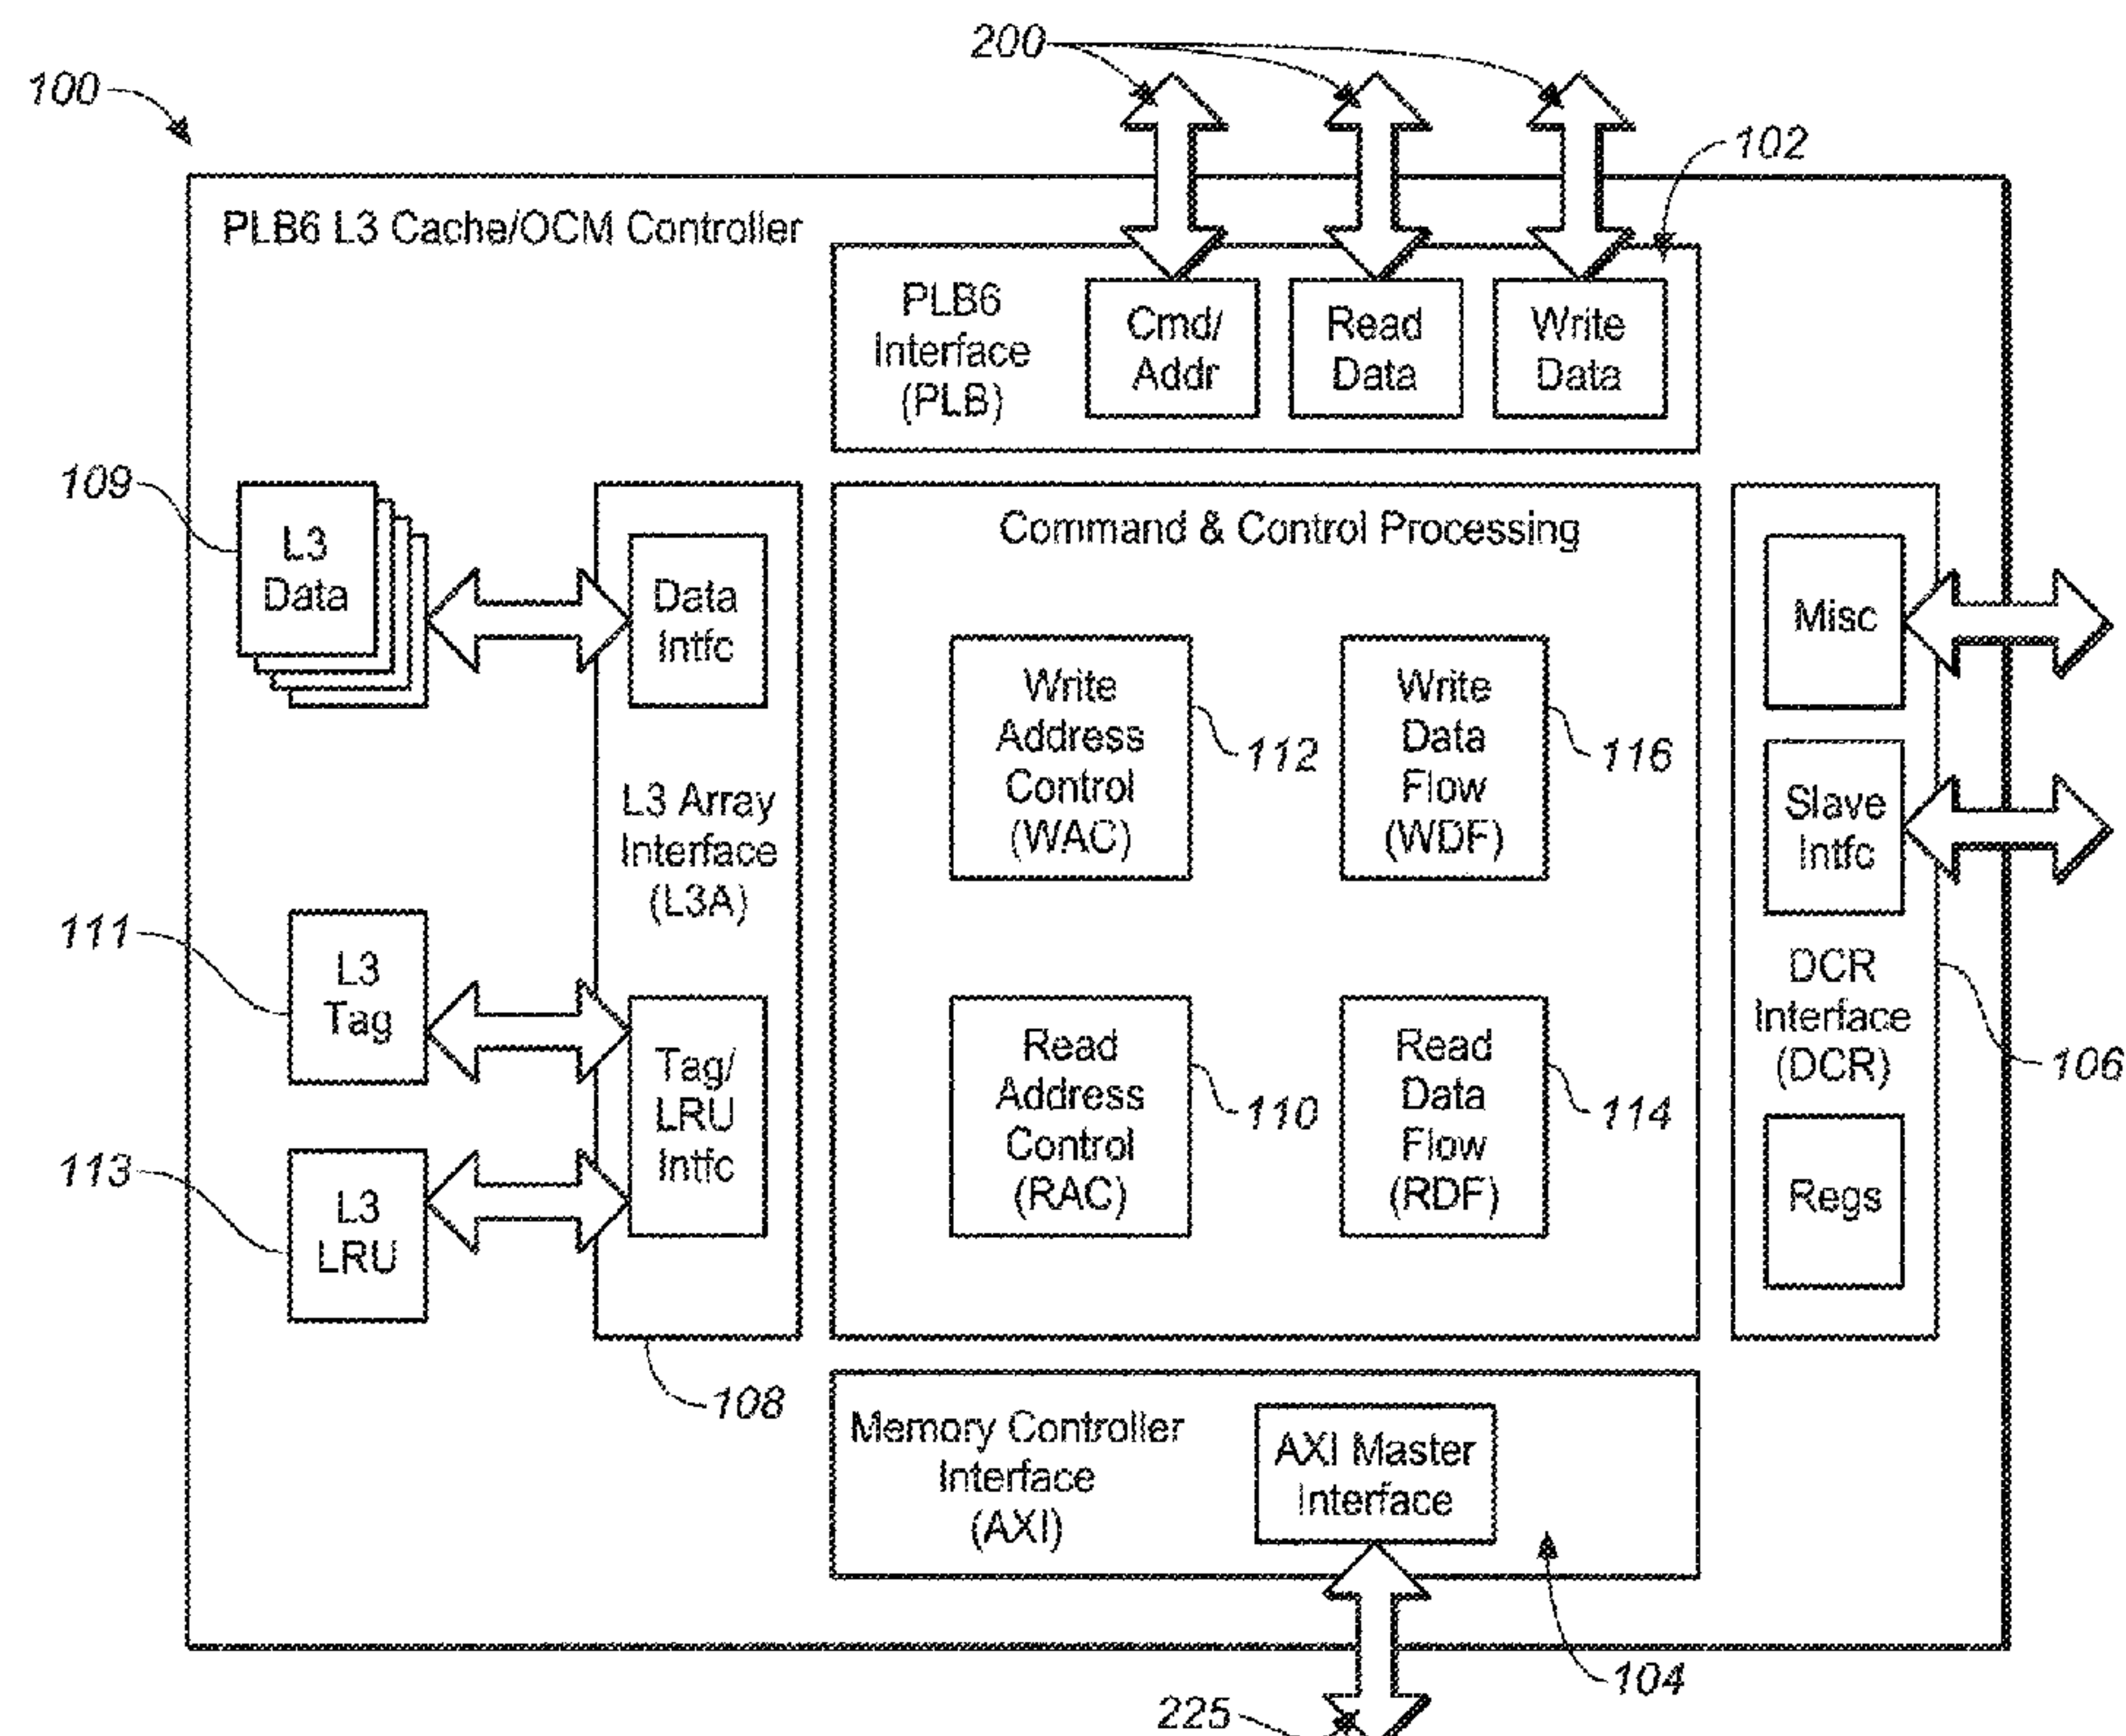 200
100
102
PLB6 L3 Cache/OCM Controller
PLB6
Interface
(PLB)
Cmd/
Addr
Read
Data
Write
Data
109
L3
Data
Data
Intfc
L3 Array
Interface
(L3A)
111
L3
Tag
Tag/
LRU
Intfc
113
L3
LRU
108
Command & Control Processing
Write
Address
Control
(WAC)
112
Write
Data
Flow
(WDF)
116
Read
Address
Control
(RAC)
110
Read
Data
Flow
(RDF)
114
Misc
Slave
Intfc
DCR
Interface
(DCR)
106
Regs
Memory Controller
Interface
(AXI)
AXI Master
Interface
104
225